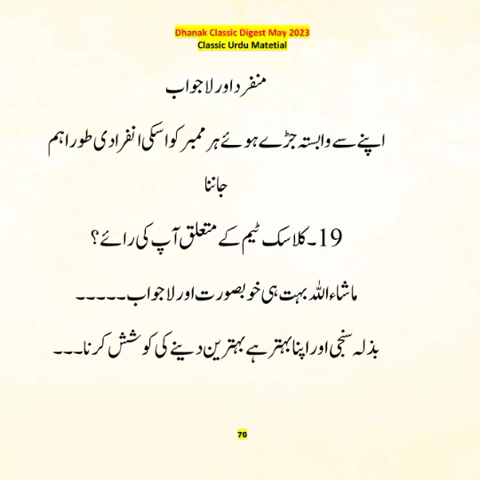 Dhanak Classic Digest May 2023
Classic Urdu Matetial
منفرد اور لاجواب
اپنے سے وابستہ جڑے ہوئے ہر ممبر کو اسکی انفرادی طور اہم
جاننا
19۔کلاسک ٹیم کے متعلق آپ کی رائے؟
ماشاءاللہ بہت ہی خوبصورت اور لاجواب۔۔۔۔۔
بذلہ سنجی اور اپنا بہتر ہے بہترین دینے کی کوشش کرنا۔۔۔
70